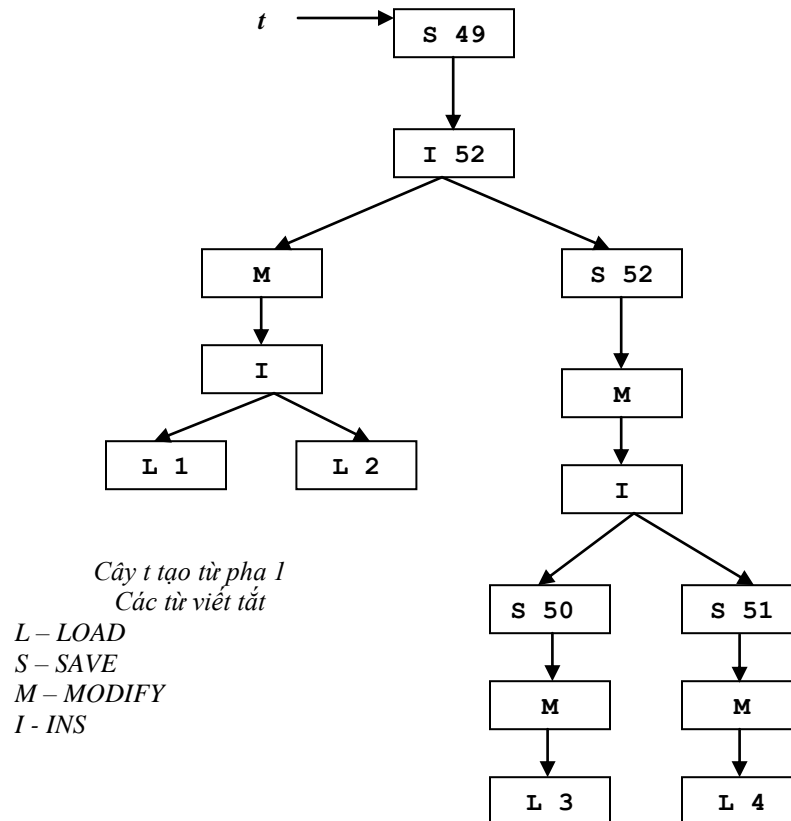 t
S 49
I 52
M
S 52
I
M
L 1
L 2
I
Cây t tạo từ pha 1
Các từ viết tắt
L – LOAD
S – SAVE
M – MODIFY
I - INS
S 50
S 51
M
M
L 3
L 4